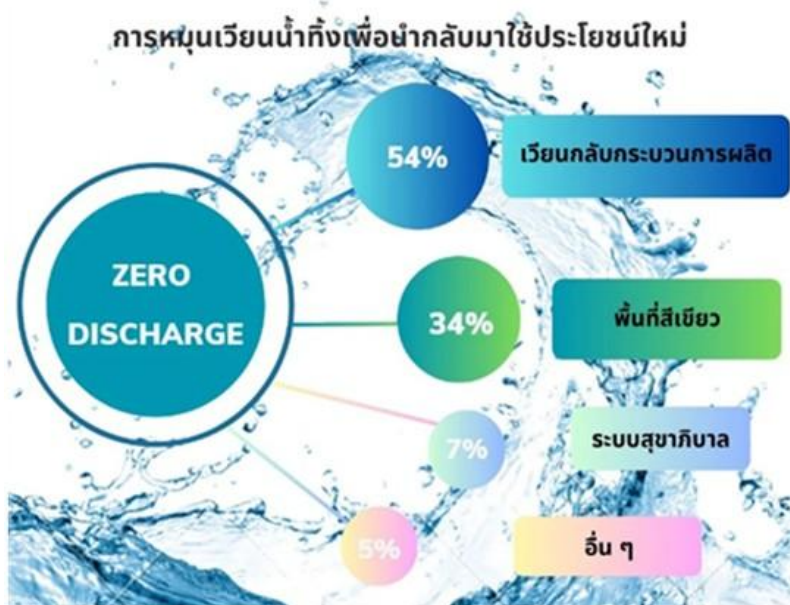 การหมุนเวียนน้ำทิ้งเพื่อนำกลับมาใช้ประโยชน์ใหม่
ZERO
DISCHARGE
54%
เวียนกลับกระบวนการผลิต
34%
พื้นที่สีเขียว
7%
ระบบสุขาภิบาล
5%
อื่น ๆ